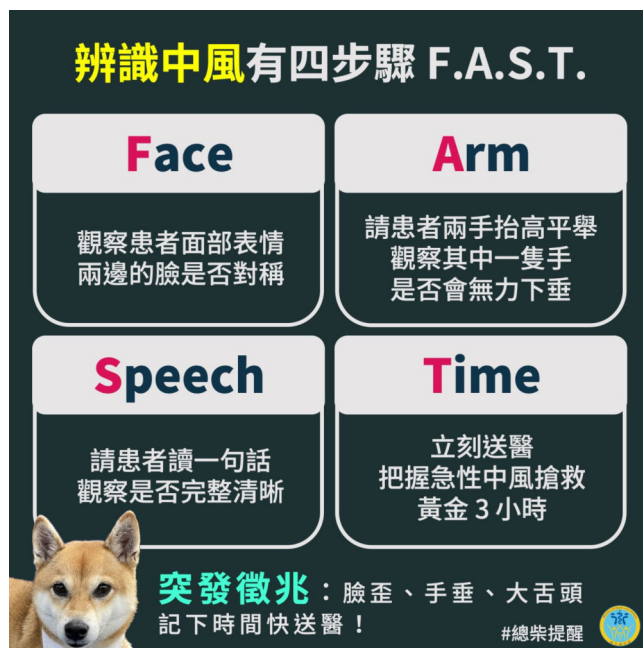 辨識中風有四步驟 F.A.S.T.
Face
觀察患者面部表情
兩邊的臉是否對稱
Arm
請患者兩手抬高平舉
觀察其中一隻手
是否會無力下垂
Speech
請患者讀一句話
觀察是否完整清晰
Time
立刻送醫
把握急性中風搶救
黃金 3 小時
突發徵兆：臉歪、手垂、大舌頭
記下時間快送醫！
#總柴提醒